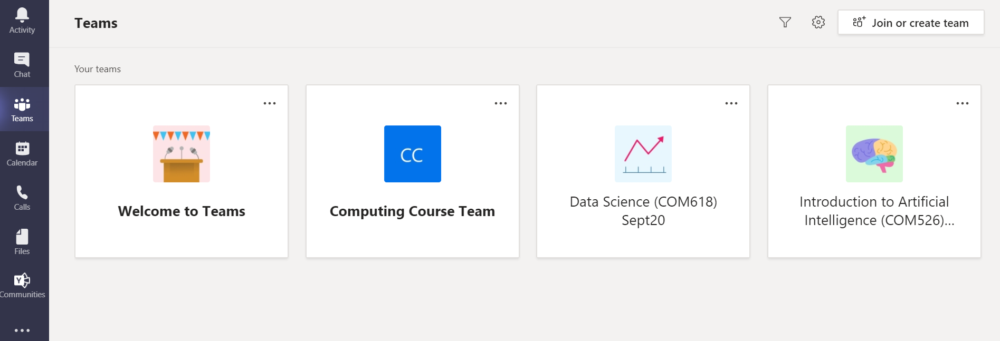 Activity
Chat
Teams
Calendar
Calls
Files
Communities
Teams
Join or create team
Your teams
Welcome to Teams
CC
Computing Course Team
Data Science (COM618)
Sept20
Introduction to Artificial
Intelligence (COM526)...